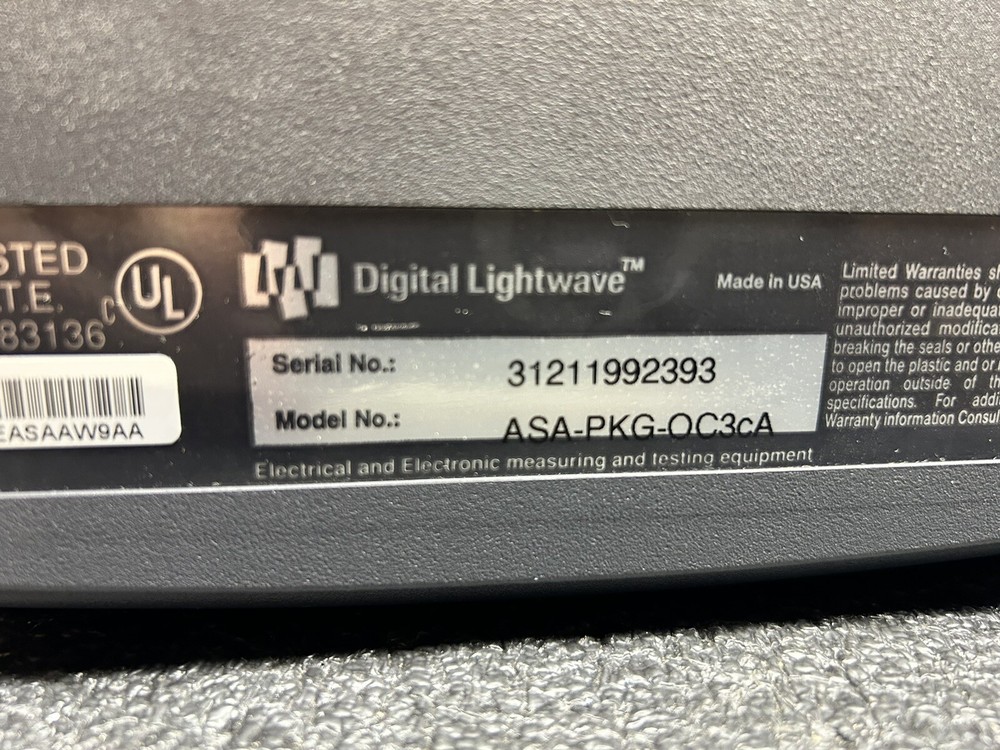 STED
T.E.
83136
C UL
EASAAW9AA
Digital Lightwave™
Made in USA
Serial No.: 31211992393
Model No.: ASA-PKG-OC3cA
Electrical and Electronic measuring and testing equipment
Limited Warranties
problems caused by
improper or inadequa
unauthorized modifica
breaking the seals or othe
to open the plastic and or
operation outside of th
specifications. For addi
Warranty information Consu